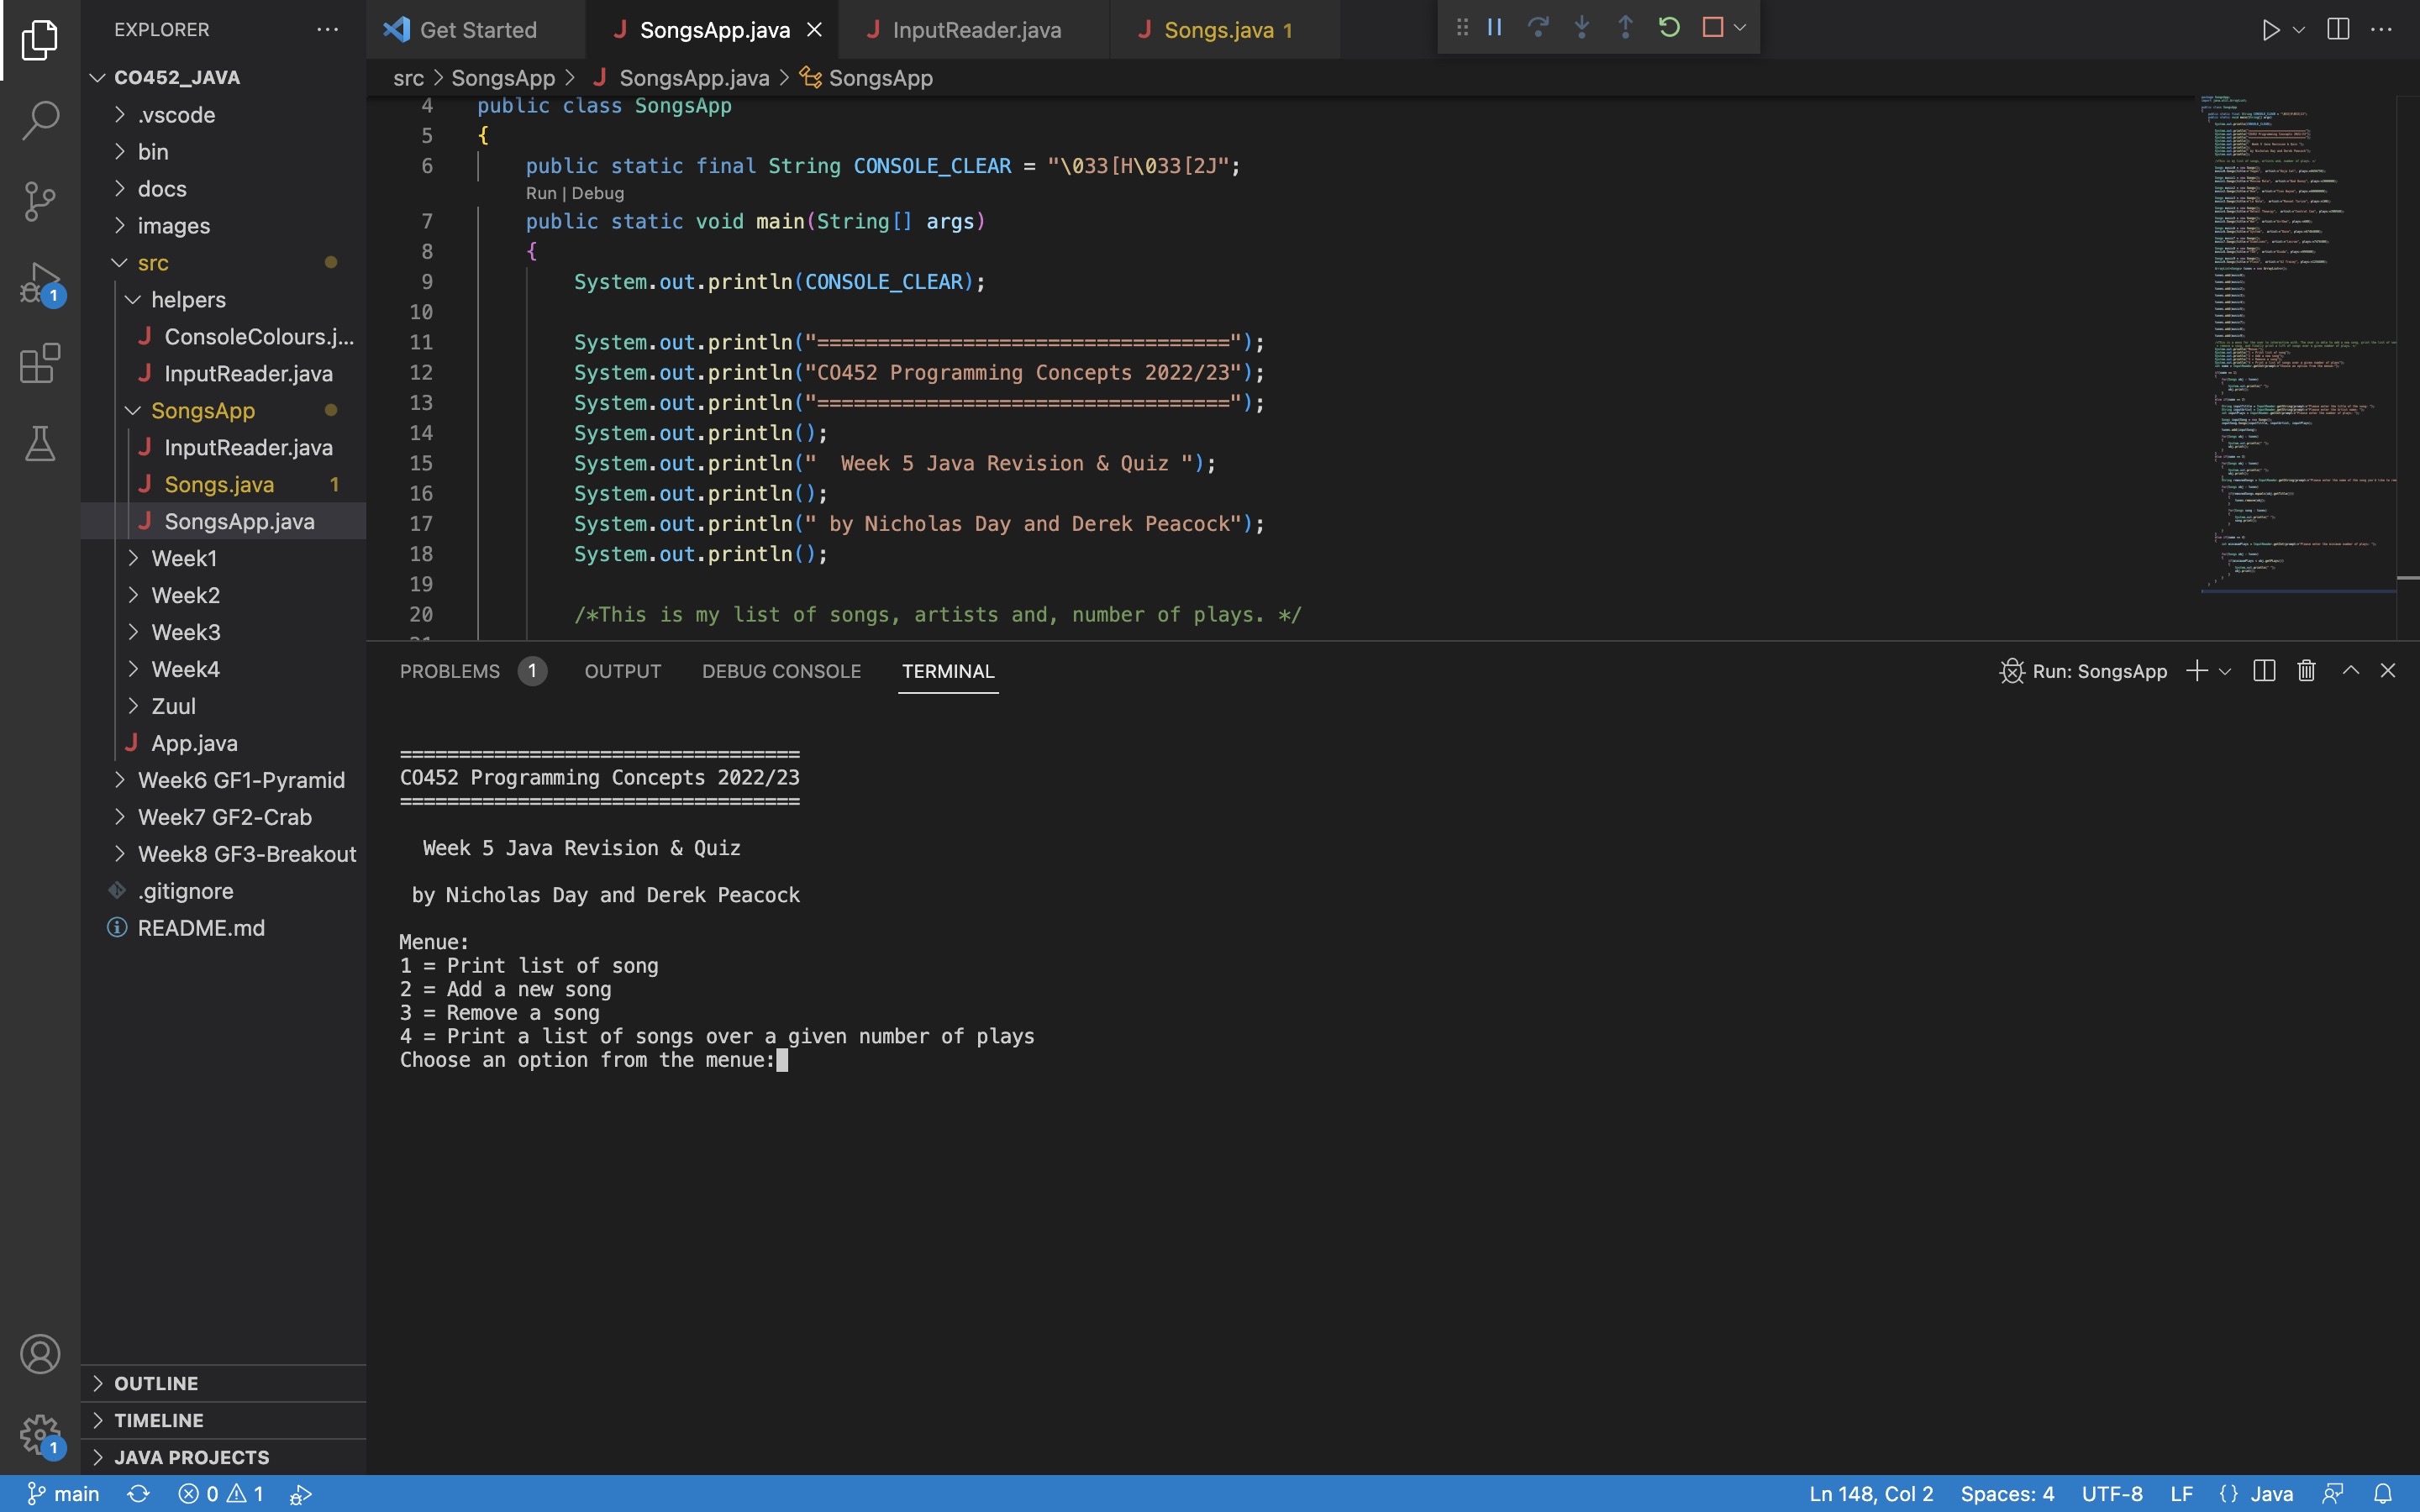 EXPLORER
Get Started
SongsApp.java
InputReader.java
Songs.java 1
CO452_JAVA
.vscode
bin
docs
images
src
helpers
ConsoleColours.j...
InputReader.java
SongsApp
InputReader.java
Songs.java 1
SongsApp.java
Week1
Week2
Week3
Week4
Zuul
App.java
Week6 GF1-Pyramid
Week7 GF2-Crab
Week8 GF3-Breakout
.gitignore
README.md
OUTLINE
TIMELINE
JAVA PROJECTS
1
1
src > SongsApp > SongsApp.java > SongsApp
4 public class SongsApp
5 {
6 public static final String CONSOLE_CLEAR = "\033[H\033[2J";
Run | Debug
7 public static void main(String[] args)
8 {
9 System.out.println(CONSOLE_CLEAR);
10
11 System.out.println("==================================");
12 System.out.println("CO452 Programming Concepts 2022/23");
13 System.out.println("==================================");
14 System.out.println();
15 System.out.println("  Week 5 Java Revision & Quiz ");
16 System.out.println();
17 System.out.println(" by Nicholas Day and Derek Peacock");
18 System.out.println();
19
20 /*This is my list of songs, artists and, number of plays. */
PROBLEMS 1 OUTPUT DEBUG CONSOLE TERMINAL
Run: SongsApp
==================================
CO452 Programming Concepts 2022/23
==================================
Week 5 Java Revision & Quiz
by Nicholas Day and Derek Peacock
Menue:
1 = Print list of song
2 = Add a new song
3 = Remove a song
4 = Print a list of songs over a given number of plays
Choose an option from the menue:
main 0 1
Ln 148, Col 2 Spaces: 4 UTF-8 LF {} Java